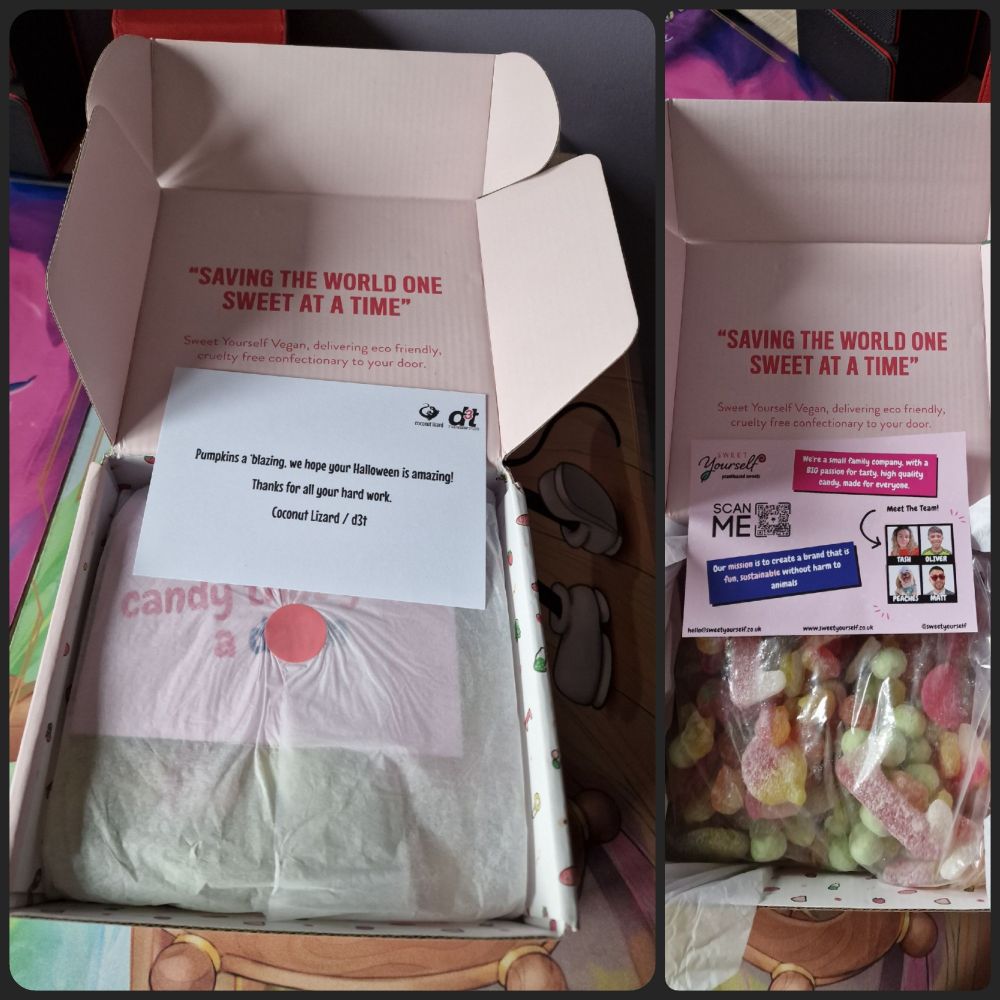 “SAVING THE WORLD ONE
SWEET AT A TIME”
Sweet Yourself Vegan, delivering eco friendly,
cruelty free confectionary to your door.
coconut lizard
d3t
Pumpkins a 'blazing, we hope your Halloween is amazing!
Thanks for all your hard work.
Coconut Lizard / d3t
candy
a
“SAVING THE WORLD ONE
SWEET AT A TIME”
Sweet Yourself Vegan, delivering eco friendly,
cruelty free confectionary to your door.
SWEET
Yourself
plantbased sweets
We're a small family company, with a
BIG passion for tasty, high quality
candy, made for everyone.
SCAN
ME
Meet The Team!
TASH OLIVER
PEACHES MATT
Our mission is to create a brand that is
fun, sustainable without harm to
animals
hello@sweetyourself.co.uk www.sweetyourself.co.uk @sweetyourself